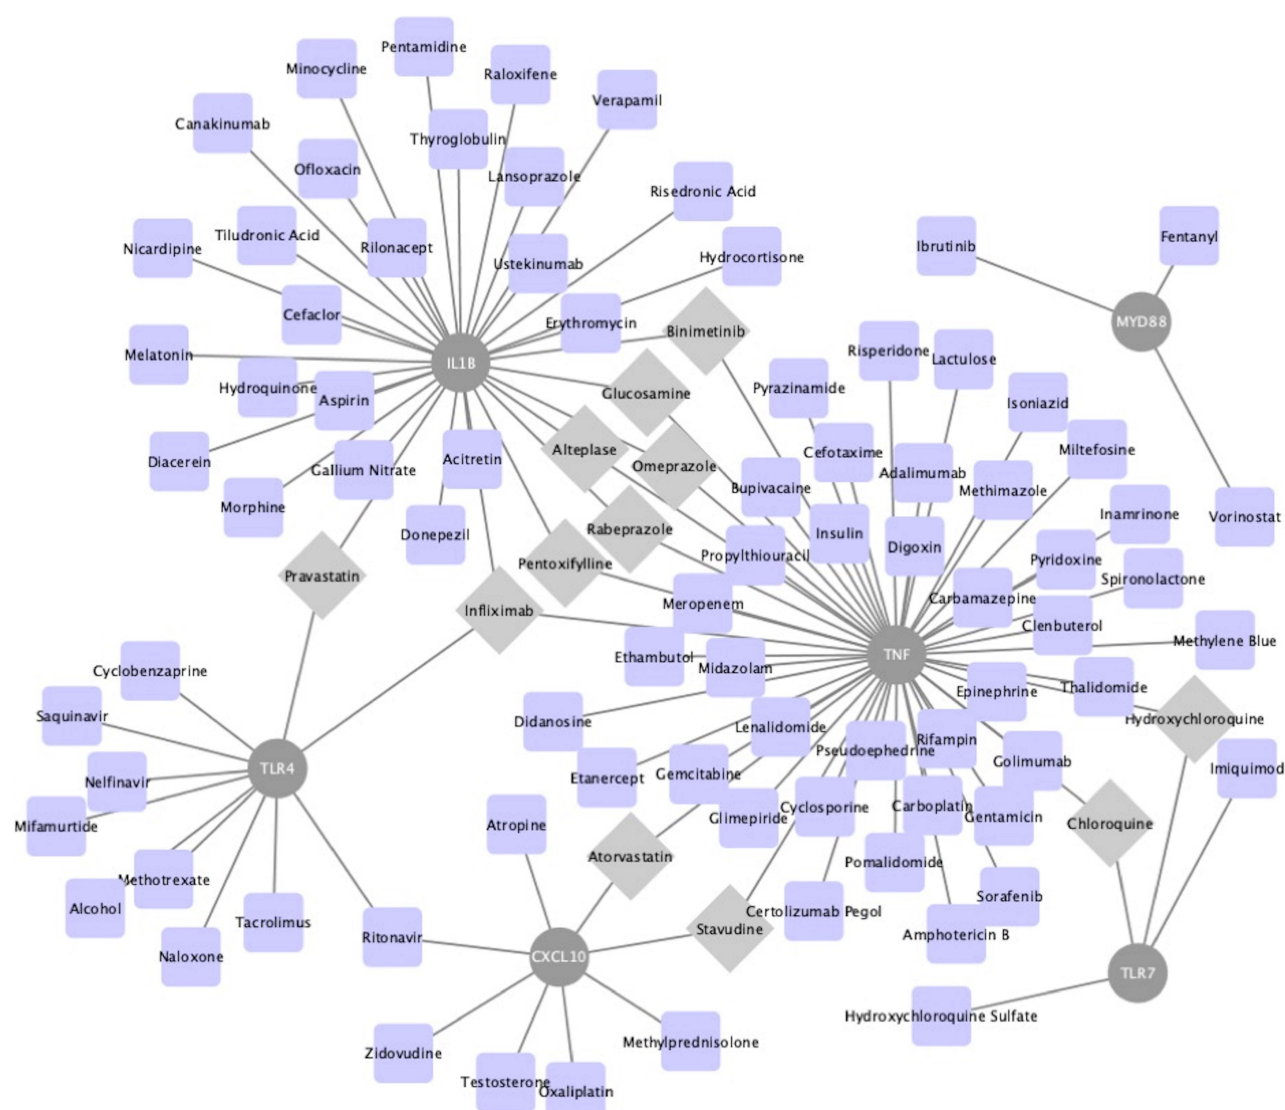 Pentamidine
Minocycline
Raloxifene
Verapamil
Canakinumab
Thyroglobulin
Ofloxacin
Lansoprazole
Risedronic Acid
Tiludronic Acid
Rilonacept
Nicardipine
Ustekinumab
Hydrocortisone
Ibrutinib
Fentanyl
Cefaclor
Erythromycin
Binimetinib
MYD88
Melatonin
IL1B
Risperidone
Lactulose
Hydroquinone
Aspirin
Glucosamine
Pyrazinamide
Isoniazid
Diacerein
Gallium Nitrate
Acitretin
Alteplase
Omeprazole
Cefotaxime
Adalimumab
Miltefosine
Bupivacaine
Methimazole
Morphine
Donepezil
Rabeprazole
Insulin
Digoxin
Inamrinone
Vorinostat
Pravastatin
Pentoxifylline
Propylthiouracil
Pyridoxine
Spironolactone
Infliximab
Meropenem
Carbamazepine
Clenbuterol
Methylene Blue
Cyclobenzaprine
Ethambutol
Midazolam
TNF
Epinephrine
Thalidomide
Saquinavir
Didanosine
Lenalidomide
Hydroxychloroquine
Pseudoephedrine
Rifampin
TLR4
Nelfinavir
Etanercept
Gemcitabine
Golimumab
Imiquimod
Mifamurtide
Atropine
Glimepiride
Cyclosporine
Carboplatin
Gentamicin
Chloroquine
Atorvastatin
Pomalidomide
Methotrexate
Alcohol
Tacrolimus
Ritonavir
Stavudine
Certolizumab Pegol
Sorafenib
Amphotericin B
Naloxone
CXCL10
TLR7
Hydroxychloroquine Sulfate
Zidovudine
Methylprednisolone
Testosterone
Oxaliplatin